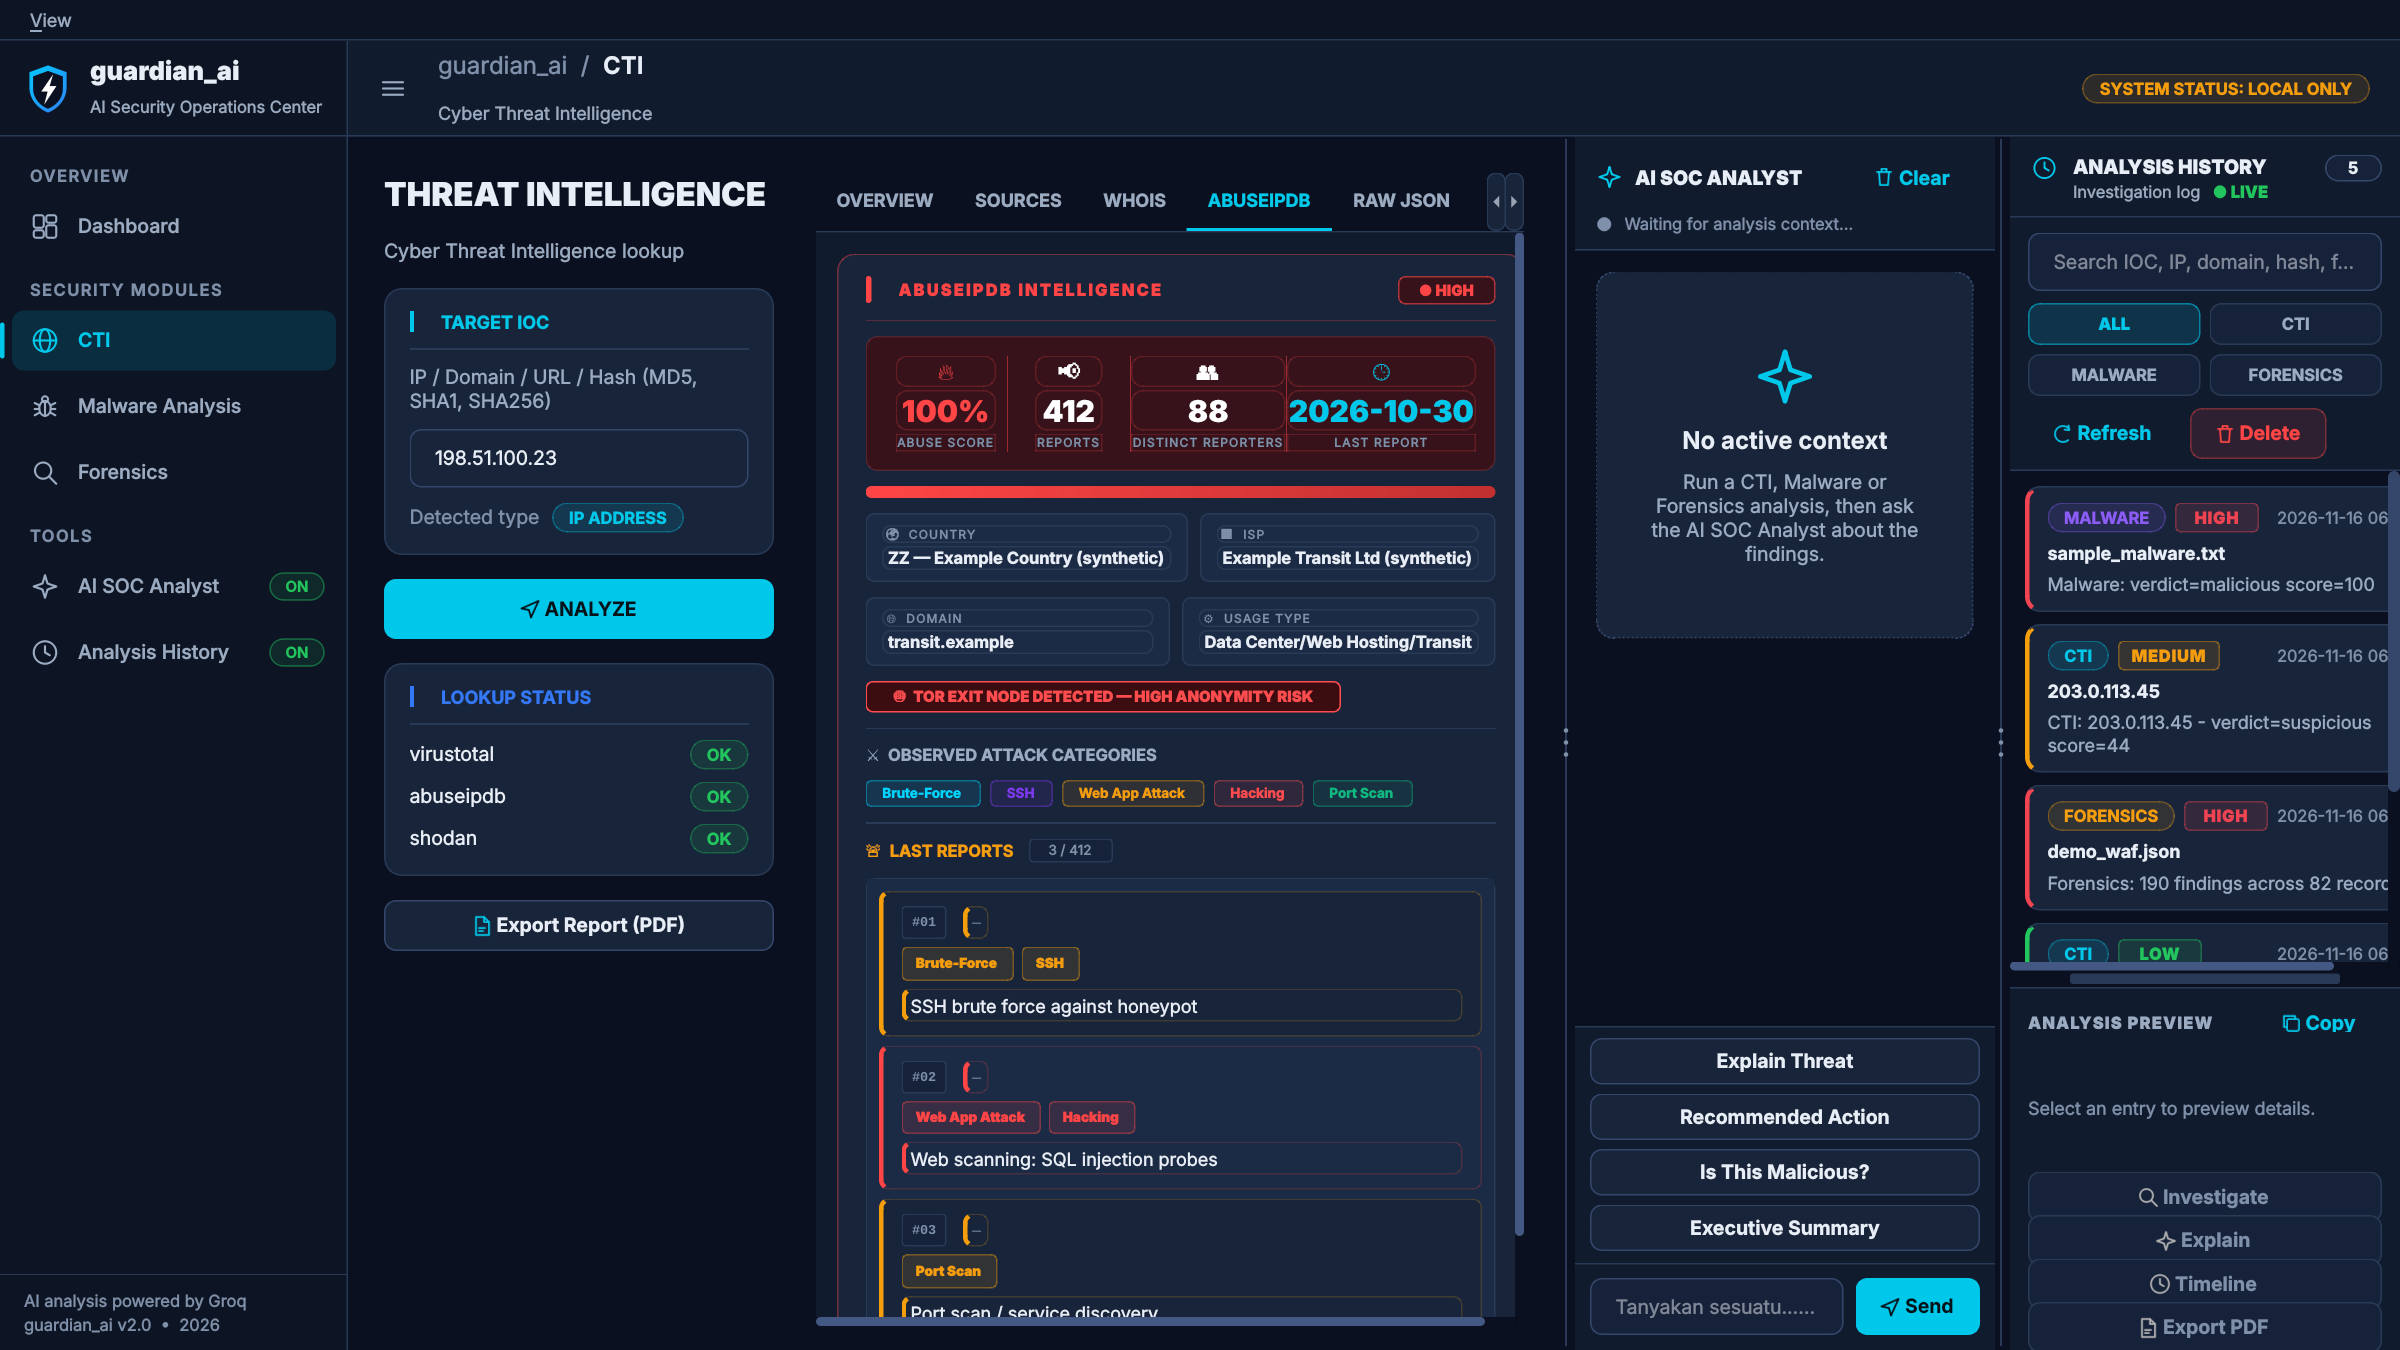 View
guardian_ai
AI Security Operations Center
OVERVIEW
Dashboard
SECURITY MODULES
CTI
Malware Analysis
Forensics
TOOLS
AI SOC Analyst ON
Analysis History ON
AI analysis powered by Groq
guardian_ai v2.0 • 2026
guardian_ai / CTI
Cyber Threat Intelligence
SYSTEM STATUS: LOCAL ONLY
THREAT INTELLIGENCE
Cyber Threat Intelligence lookup
TARGET IOC
IP / Domain / URL / Hash (MD5,
SHA1, SHA256)
198.51.100.23
Detected type IP ADDRESS
ANALYZE
LOOKUP STATUS
virustotal OK
abuseipdb OK
shodan OK
Export Report (PDF)
OVERVIEW SOURCES WHOIS ABUSEIPDB RAW JSON
ABUSEIPDB INTELLIGENCE HIGH
100% 412 88 2026-10-30
ABUSE SCORE REPORTS DISTINCT REPORTERS LAST REPORT
COUNTRY
ZZ — Example Country (synthetic)
ISP
Example Transit Ltd (synthetic)
DOMAIN
transit.example
USAGE TYPE
Data Center/Web Hosting/Transit
TOR EXIT NODE DETECTED — HIGH ANONYMITY RISK
OBSERVED ATTACK CATEGORIES
Brute-Force SSH Web App Attack Hacking Port Scan
LAST REPORTS 3 / 412
#01 —
Brute-Force SSH
SSH brute force against honeypot
#02 —
Web App Attack Hacking
Web scanning: SQL injection probes
#03 —
Port Scan
Port scan / service discovery
AI SOC ANALYST Clear
Waiting for analysis context...
No active context
Run a CTI, Malware or
Forensics analysis, then ask
the AI SOC Analyst about the
findings.
Explain Threat
Recommended Action
Is This Malicious?
Executive Summary
Tanyakan sesuatu...... Send
ANALYSIS HISTORY 5
Investigation log LIVE
Search IOC, IP, domain, hash, f...
ALL CTI
MALWARE FORENSICS
Refresh Delete
MALWARE HIGH 2026-11-16 06
sample_malware.txt
Malware: verdict=malicious score=100
CTI MEDIUM 2026-11-16 06
203.0.113.45
CTI: 203.0.113.45 - verdict=suspicious
score=44
FORENSICS HIGH 2026-11-16 06
demo_waf.json
Forensics: 190 findings across 82 recorc
CTI LOW 2026-11-16 06
ANALYSIS PREVIEW Copy
Select an entry to preview details.
Investigate
Explain
Timeline
Export PDF